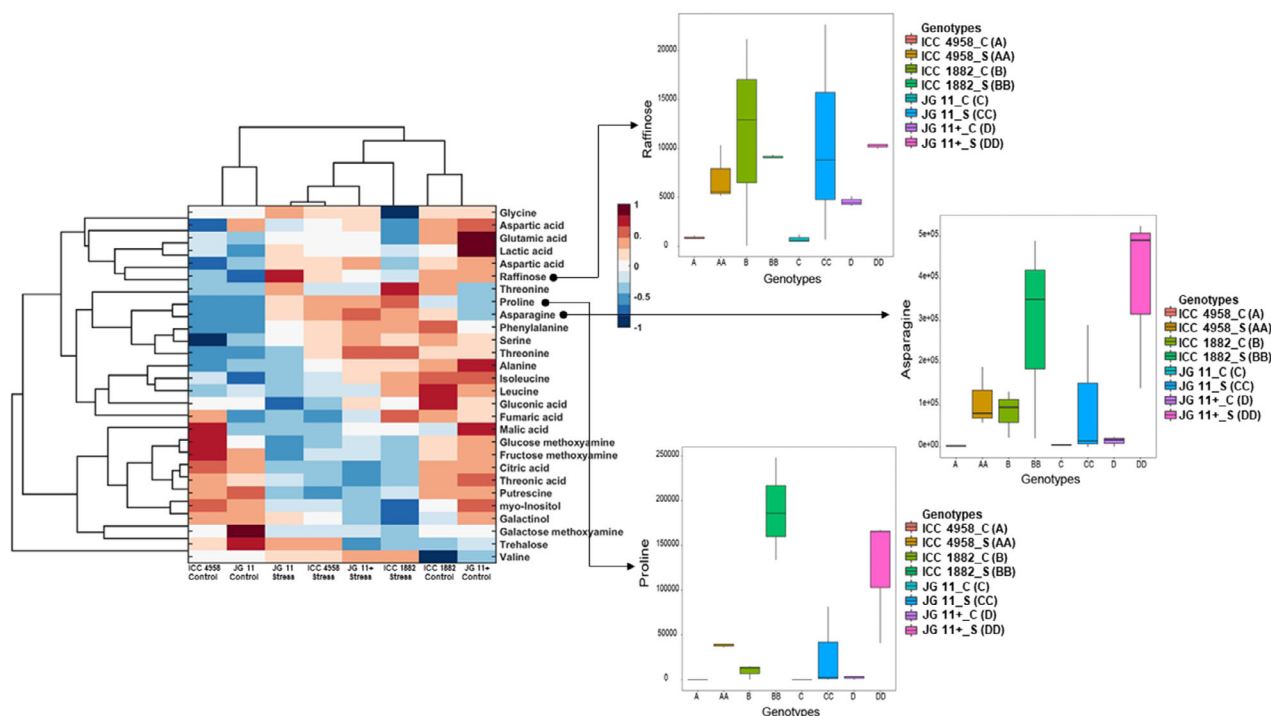 Glycine
Aspartic acid
Glutamic acid
Lactic acid
Aspartic acid
Raffinose
Threonine
Proline
Asparagine
Phenylalanine
Serine
Threonine
Alanine
Isoleucine
Leucine
Gluconic acid
Fumaric acid
Malic acid
Glucose methoxyamine
Fructose methoxyamine
Citric acid
Threonic acid
Putrescine
myo-Inositol
Galactinol
Galactose methoxyamine
Trehalose
Valine
ICC 4958 JG 11 JG 11 ICC 4958 JG 11+ ICC 1882 ICC 1882 JG 11+
Control Control Stress Stress Stress Stress Control Control
1
0.
0
-0.5
-1
Raffinose
20000
15000
10000
5000
0
A AA B BB C CC D DD
Genotypes
Genotypes
ICC 4958_C (A)
ICC 4958_S (AA)
ICC 1882_C (B)
ICC 1882_S (BB)
JG 11_C (C)
JG 11_S (CC)
JG 11+_C (D)
JG 11+_S (DD)
Asparagine
5e+05.
4e+05.
3e+05.
2e+05.
1e+05.
0e+00
A AA B BB C CC D DD
Genotypes
Genotypes
ICC 4958_C (A)
ICC 4958_S (AA)
ICC 1882_C (B)
ICC 1882_S (BB)
JG 11_C (C)
JG 11_S (CC)
JG 11+_C (D)
JG 11+_S (DD)
Proline
250000
200000
150000
100000
50000
0
A AA B BB C CC D DD
Genotypes
Genotypes
ICC 4958_C (A)
ICC 4958_S (AA)
ICC 1882_C (B)
ICC 1882_S (BB)
JG 11_C (C)
JG 11_S (CC)
JG 11+_C (D)
JG 11+_S (DD)